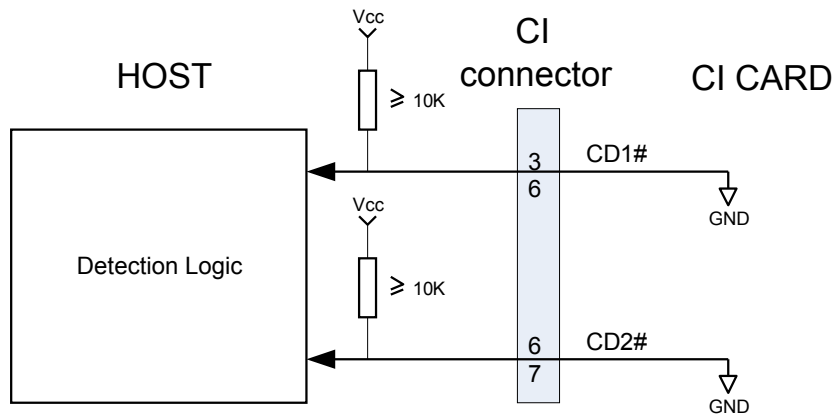 Vcc
CI
connector
HOST
CI CARD
⩾ 10K
3
6
CD1#
GND
Vcc
Detection Logic
⩾ 10K
6
7
CD2#
GND